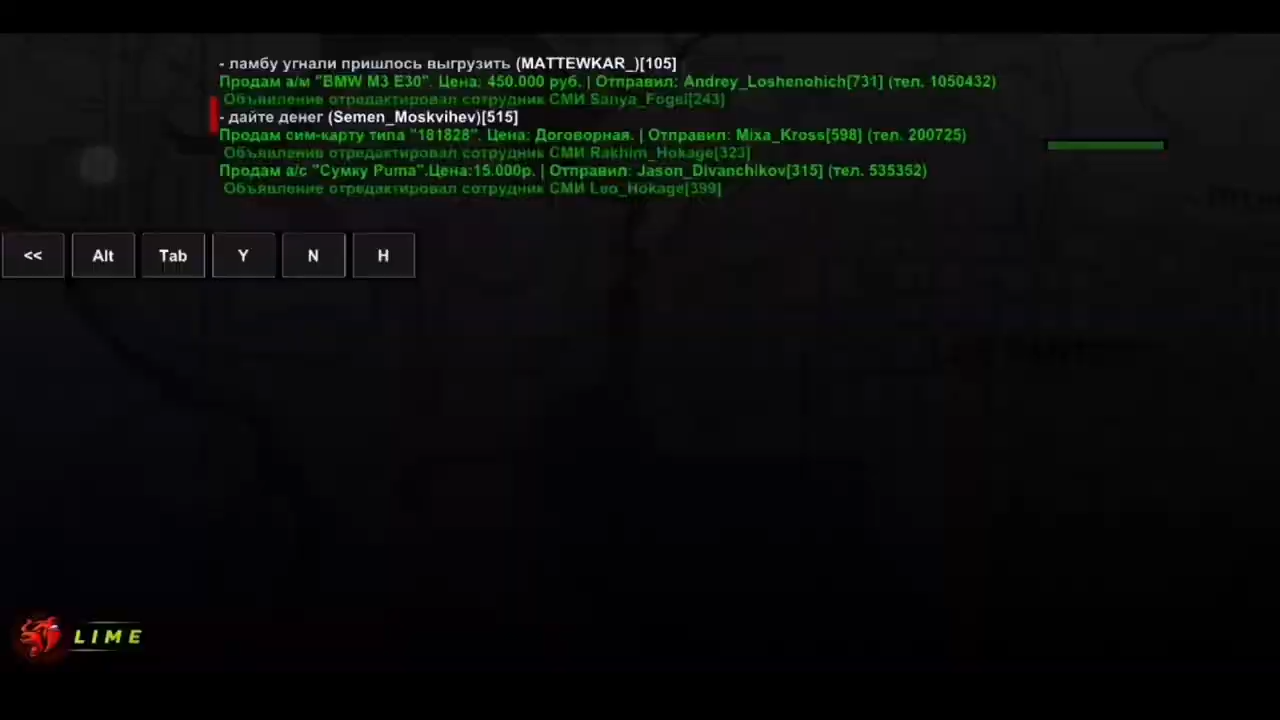 - ламбу угнали пришлось выгрузить (MATTEWKAR_)[105]
Продам а/м "BMW M3 E30". Цена: 450.000 руб. | Отправил: Andrey_Loshenohich[731] (тел. 1050432)
Объявление отредактировал сотрудник СМИ Sanya_Fogel[243]
- дайте денег (Semen_Moskvihev)[515]
Продам сим-карту типа "181828". Цена: Договорная. | Отправил: Mixa_Kross[598] (тел. 200725)
Объявление отредактировал сотрудник СМИ Rakhim_Hokage[323]
Продам а/с "Сумку Puma".Цена:15.000р. | Отправил: Jason_Divanchikov[315] (тел. 535352)
Объявление отредактировал сотрудник СМИ Leo_Hokage[399]
<< Alt Tab Y N H
LIME